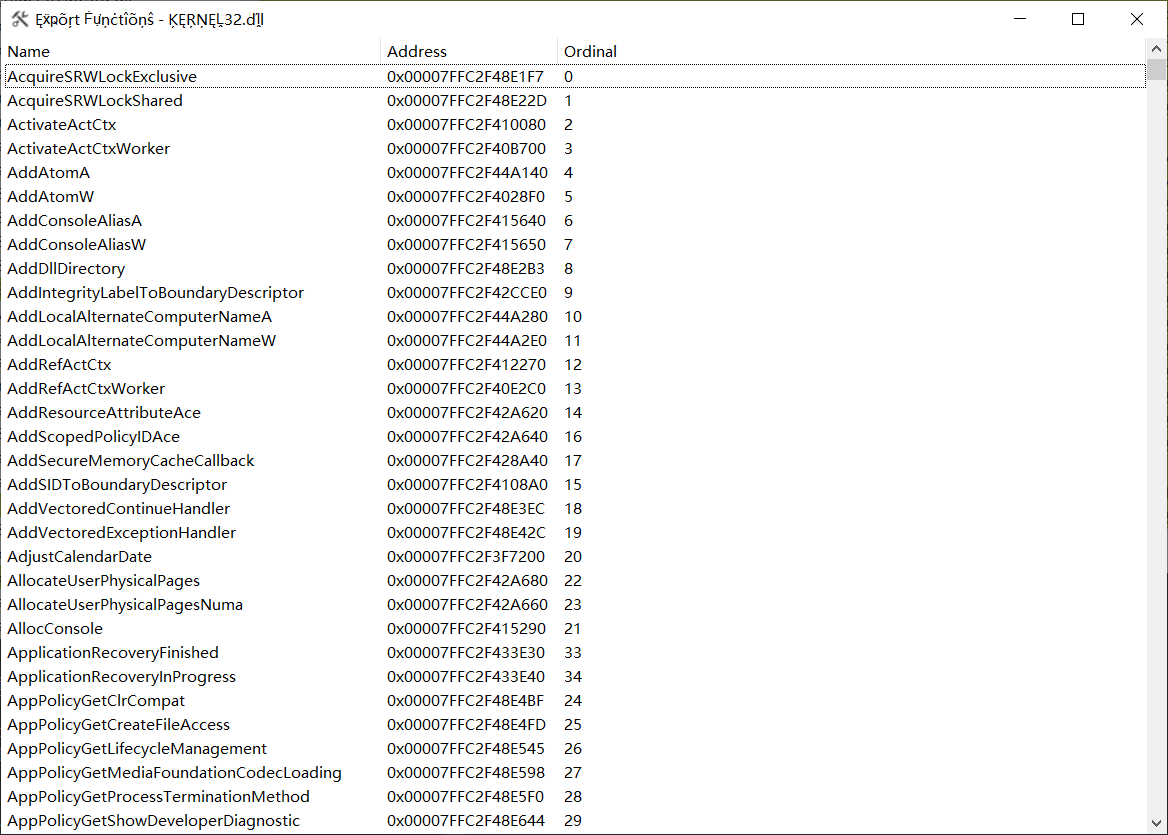 Ȩẍƿõŗt Ḟưņċtîõņŝ - ĶȨŖŅȨĻ32.ďļļ
Name Address Ordinal
AcquireSRWLockExclusive 0x00007FFC2F48E1F7 0
AcquireSRWLockShared 0x00007FFC2F48E22D 1
ActivateActCtx 0x00007FFC2F410080 2
ActivateActCtxWorker 0x00007FFC2F40B700 3
AddAtomA 0x00007FFC2F44A140 4
AddAtomW 0x00007FFC2F4028F0 5
AddConsoleAliasA 0x00007FFC2F415640 6
AddConsoleAliasW 0x00007FFC2F415650 7
AddDllDirectory 0x00007FFC2F48E2B3 8
AddIntegrityLabelToBoundaryDescriptor 0x00007FFC2F42CCE0 9
AddLocalAlternateComputerNameA 0x00007FFC2F44A280 10
AddLocalAlternateComputerNameW 0x00007FFC2F44A2E0 11
AddRefActCtx 0x00007FFC2F412270 12
AddRefActCtxWorker 0x00007FFC2F40E2C0 13
AddResourceAttributeAce 0x00007FFC2F42A620 14
AddScopedPolicyIDAce 0x00007FFC2F42A640 16
AddSecureMemoryCacheCallback 0x00007FFC2F428A40 17
AddSIDToBoundaryDescriptor 0x00007FFC2F4108A0 15
AddVectoredContinueHandler 0x00007FFC2F48E3EC 18
AddVectoredExceptionHandler 0x00007FFC2F48E42C 19
AdjustCalendarDate 0x00007FFC2F3F7200 20
AllocateUserPhysicalPages 0x00007FFC2F42A680 22
AllocateUserPhysicalPagesNuma 0x00007FFC2F42A660 23
AllocConsole 0x00007FFC2F415290 21
ApplicationRecoveryFinished 0x00007FFC2F433E30 33
ApplicationRecoveryInProgress 0x00007FFC2F433E40 34
AppPolicyGetClrCompat 0x00007FFC2F48E4BF 24
AppPolicyGetCreateFileAccess 0x00007FFC2F48E4FD 25
AppPolicyGetLifecycleManagement 0x00007FFC2F48E545 26
AppPolicyGetMediaFoundationCodecLoading 0x00007FFC2F48E598 27
AppPolicyGetProcessTerminationMethod 0x00007FFC2F48E5F0 28
AppPolicyGetShowDeveloperDiagnostic 0x00007FFC2F48E644 29